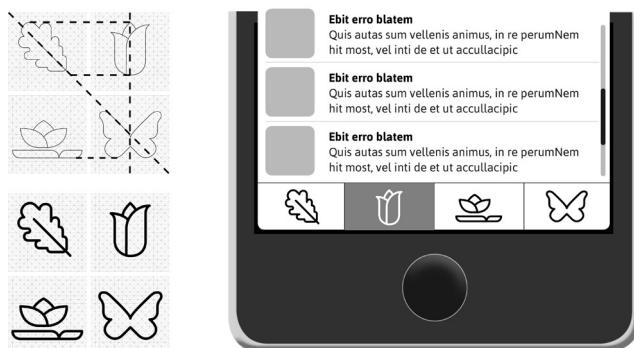 Ebit erro blatem
Quis autas sum vellenis animus, in re perumNem
hit most, vel inti de et ut accullacipic
Ebit erro blatem
Quis autas sum vellenis animus, in re perumNem
hit most, vel inti de et ut accullacipic
Ebit erro blatem
Quis autas sum vellenis animus, in re perumNem
hit most, vel inti de et ut accullacipic